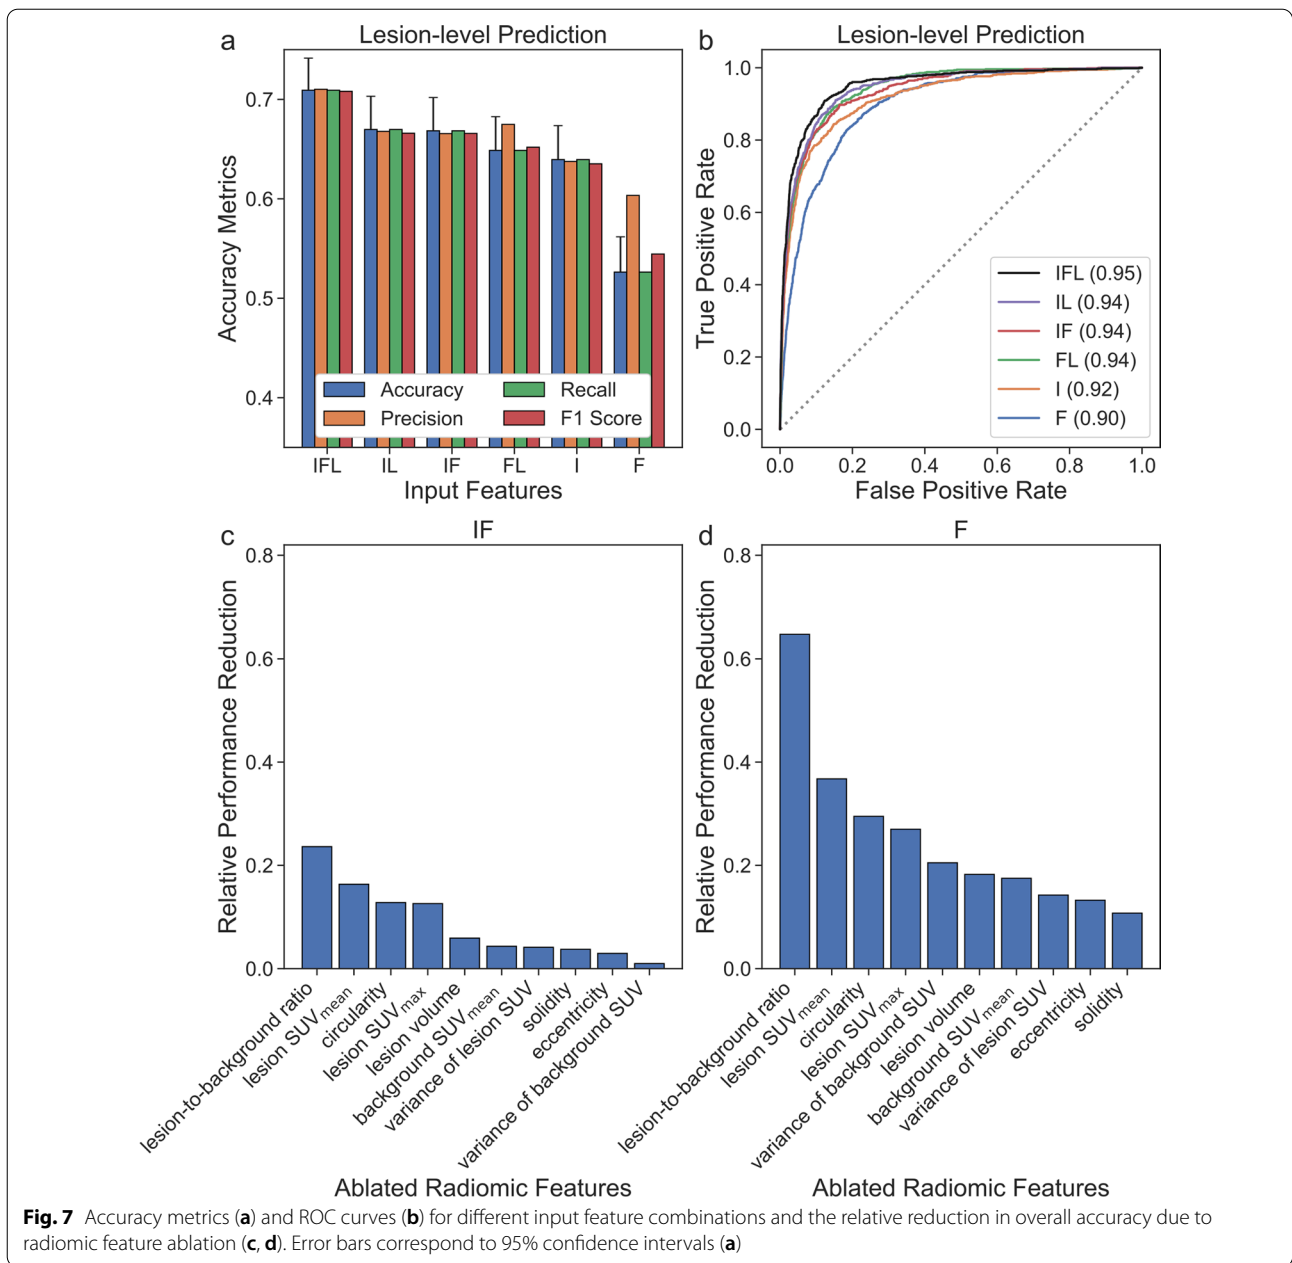 a
Lesion-level Prediction
Accuracy Metrics
0.7
0.6
0.5
0.4
Accuracy
Precision
Recall
F1 Score
IFL
IL
IF
FL
I
F
Input Features
b
Lesion-level Prediction
True Positive Rate
1.0
0.8
0.6
0.4
0.2
0.0
IFL (0.95)
IL (0.94)
IF (0.94)
FL (0.94)
I (0.92)
F (0.90)
0.0
0.2
0.4
0.6
0.8
1.0
False Positive Rate
c
IF
Relative Performance Reduction
0.8
0.6
0.4
0.2
0.0
lesion-to-background ratio
lesion SUVmean
circularity
lesion SUVmax
lesion volume
background SUVmean
variance of lesion SUV
solidity
eccentricity
variance of background SUV
Ablated Radiomic Features
d
F
Relative Performance Reduction
0.8
0.6
0.4
0.2
0.0
lesion-to-background ratio
lesion SUVmean
circularity
lesion SUVmax
variance of background SUV
lesion volume
background SUVmean
variance of lesion SUV
eccentricity
solidity
Ablated Radiomic Features
Fig. 7 Accuracy metrics (a) and ROC curves (b) for different input feature combinations and the relative reduction in overall accuracy due to
radiomic feature ablation (c, d). Error bars correspond to 95% confidence intervals (a)